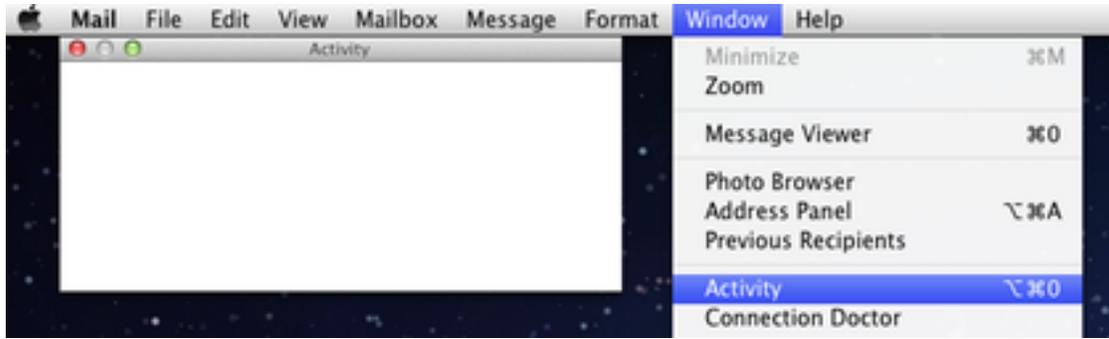 Mail File Edit View Mailbox Message Format Window Help
Activity
Minimize ⌘M
Zoom
Message Viewer ⌘0
Photo Browser
Address Panel ⌥⌘A
Previous Recipients
Activity ⌥⌘0
Connection Doctor